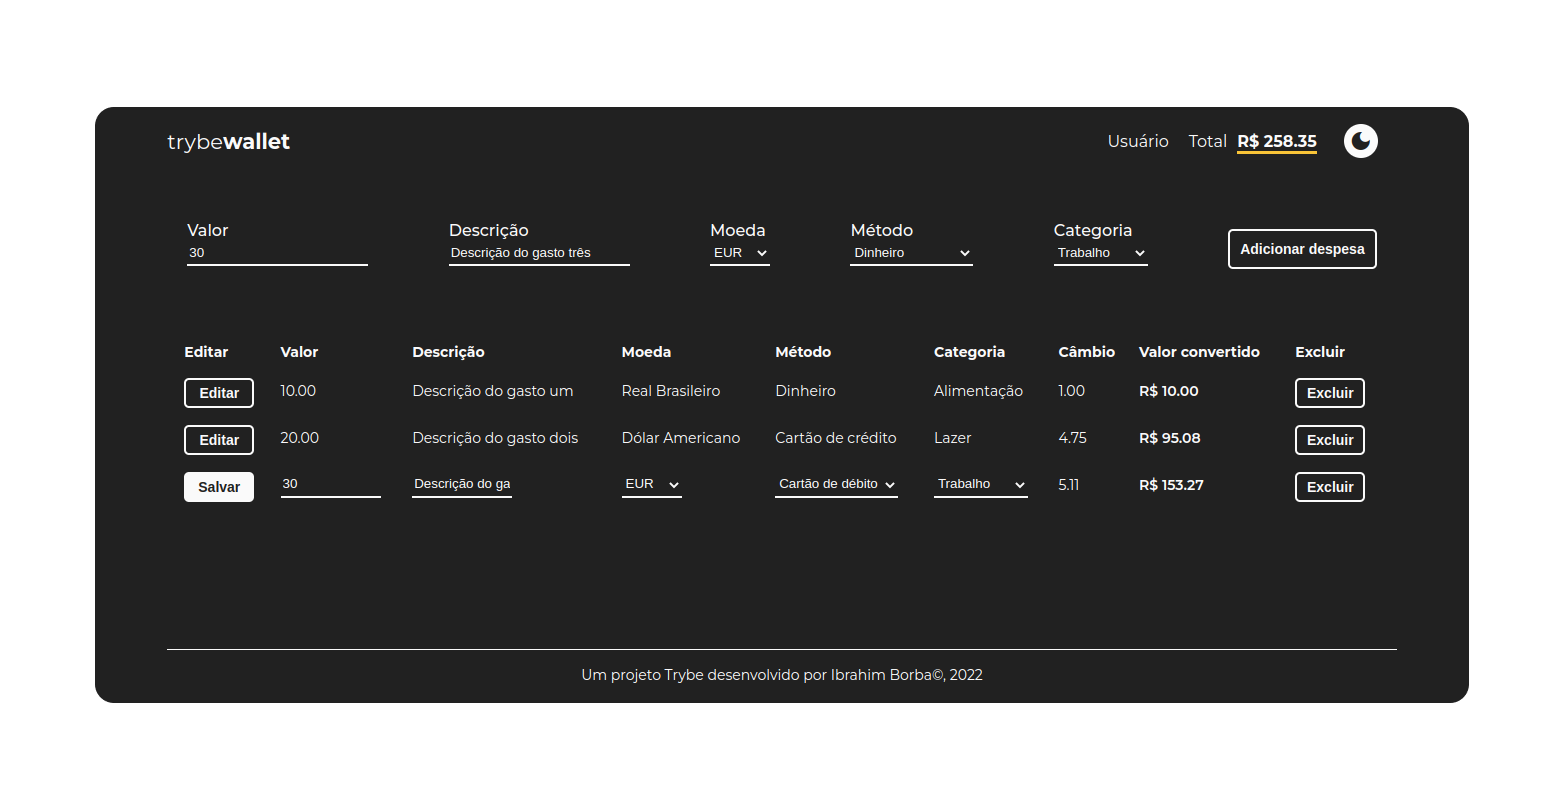 trybewallet
Usuário Total R$ 258.35
Valor Descrição Moeda Método Categoria
30 Descrição do gasto três EUR Dinheiro Trabalho Adicionar despesa
Editar Valor Descrição Moeda Método Categoria Câmbio Valor convertido Excluir
Editar 10.00 Descrição do gasto um Real Brasileiro Dinheiro Alimentação 1.00 R$ 10.00 Excluir
Editar 20.00 Descrição do gasto dois Dólar Americano Cartão de crédito Lazer 4.75 R$ 95.08 Excluir
Salvar 30 Descrição do ga EUR Cartão de débito Trabalho 5.11 R$ 153.27 Excluir
Um projeto Trybe desenvolvido por Ibrahim Borba©, 2022